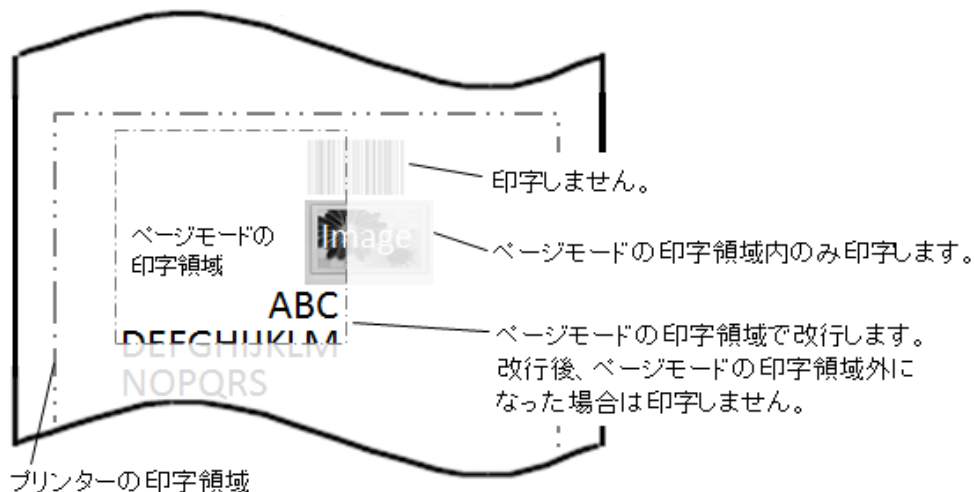 印字しません。
ページモードの
印字領域
Image
ページモードの印字領域内のみ印字します。
ABC
DEFGHIJKLM
NOPQRS
ページモードの印字領域で改行します。
改行後、ページモードの印字領域外に
なった場合は印字しません。
プリンターの印字領域